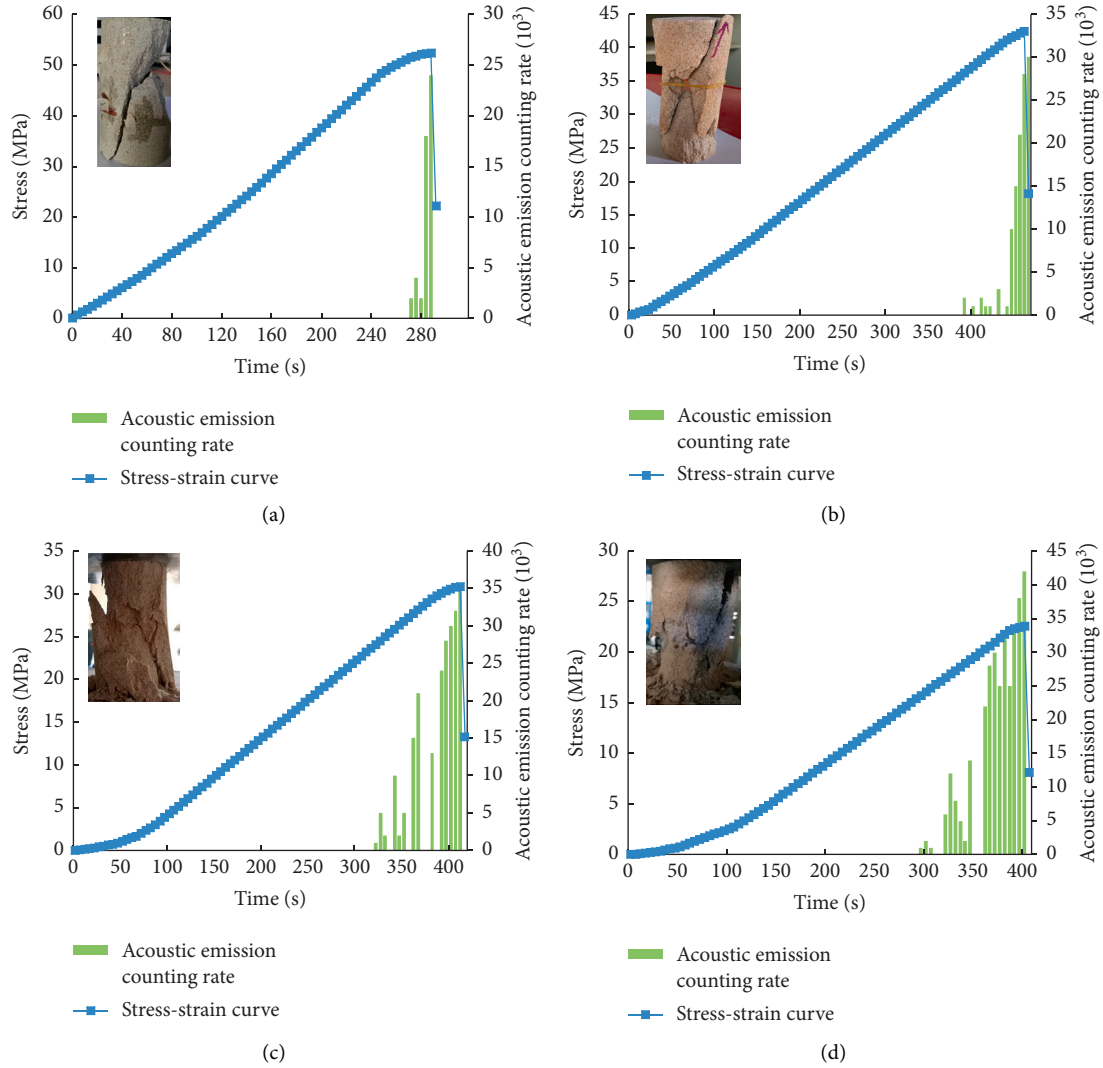 60
50
40
30
20
10
0
Stress (MPa)
30
25
20
15
10
5
0
Acoustic emission counting rate (10³)
0 40 80 120 160 200 240 280
Time (s)
Acoustic emission
counting rate
Stress-strain curve
(a)
45
40
35
30
25
20
15
10
5
0
Stress (MPa)
35
30
25
20
15
10
5
0
Acoustic emission counting rate (10³)
0 50 100 150 200 250 300 350 400
Time (s)
Acoustic emission
counting rate
Stress-strain curve
(b)
35
30
25
20
15
10
5
0
Stress (MPa)
40
35
30
25
20
15
10
5
0
Acoustic emission counting rate (10³)
0 50 100 150 200 250 300 350 400
Time (s)
Acoustic emission
counting rate
Stress-strain curve
(c)
30
25
20
15
10
5
0
Stress (MPa)
45
40
35
30
25
20
15
10
5
0
Acoustic emission counting rate (10³)
0 50 100 150 200 250 300 350 400
Time (s)
Acoustic emission
counting rate
Stress-strain curve
(d)